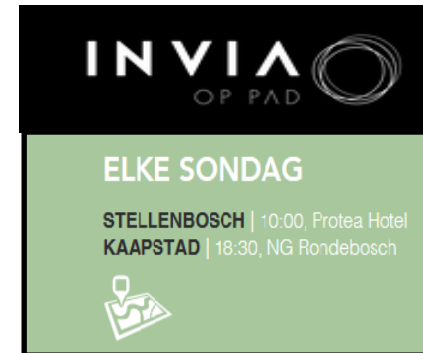 INVIA
OP PAD
ELKE SONDAG
STELLENBOSCH | 10:00, Protea Hotel
KAAPSTAD | 18:30, NG Rondebosch